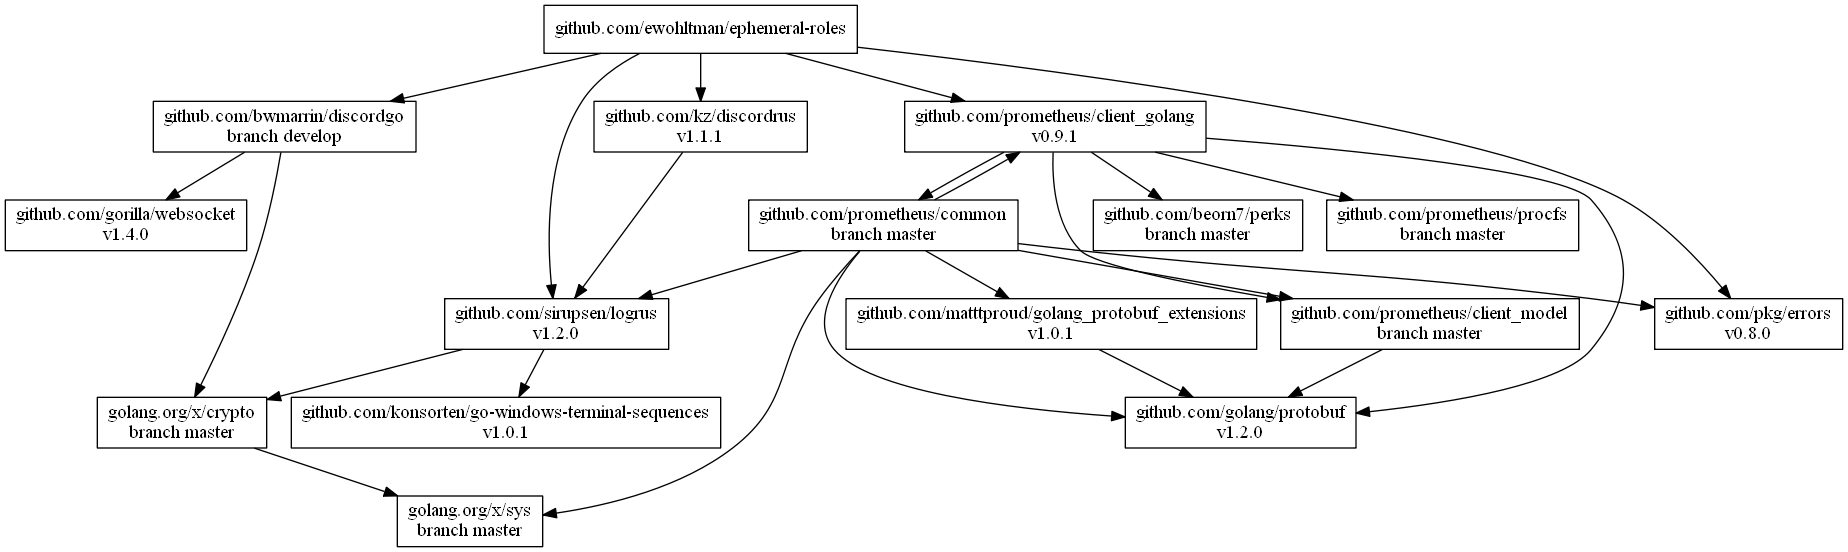 github.com/ewohltman/ephemeral-roles
github.com/bwmarrin/discordgo
branch develop
github.com/kz/discordrus
v1.1.1
github.com/prometheus/client_golang
v0.9.1
github.com/gorilla/websocket
v1.4.0
github.com/prometheus/common
branch master
github.com/beorn7/perks
branch master
github.com/prometheus/procfs
branch master
github.com/sirupsen/logrus
v1.2.0
github.com/matttproud/golang_protobuf_extensions
v1.0.1
github.com/prometheus/client_model
branch master
github.com/pkg/errors
v0.8.0
golang.org/x/crypto
branch master
github.com/konsorten/go-windows-terminal-sequences
v1.0.1
github.com/golang/protobuf
v1.2.0
golang.org/x/sys
branch master